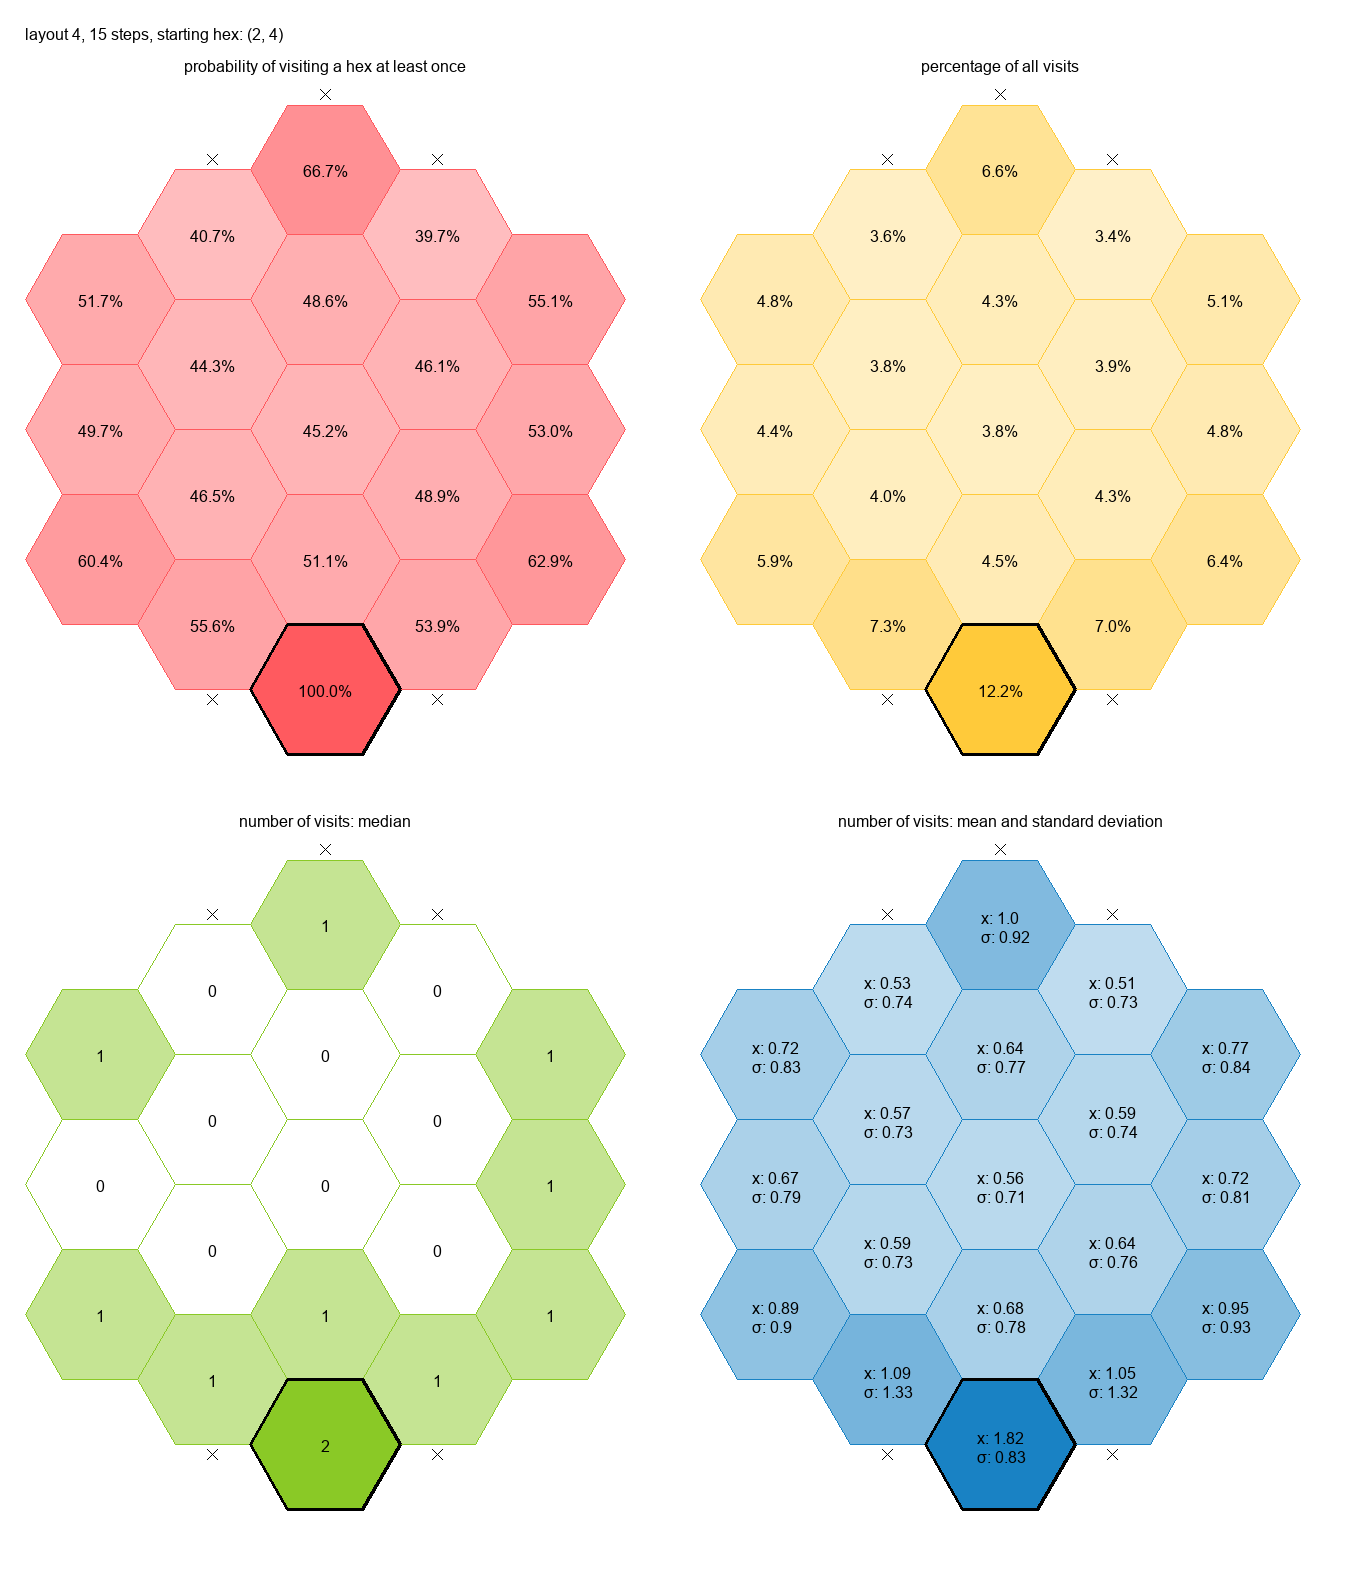 layout 4, 15 steps, starting hex: (2, 4)
probability of visiting a hex at least once
66.7%
40.7%
39.7%
51.7%
48.6%
55.1%
44.3%
46.1%
49.7%
45.2%
53.0%
46.5%
48.9%
60.4%
51.1%
62.9%
55.6%
53.9%
100.0%
percentage of all visits
6.6%
3.6%
3.4%
4.8%
4.3%
5.1%
3.8%
3.9%
4.4%
3.8%
4.8%
4.0%
4.3%
5.9%
4.5%
6.4%
7.3%
7.0%
12.2%
number of visits: median
1
0
0
1
0
1
0
0
0
0
1
0
0
1
1
1
1
1
2
number of visits: mean and standard deviation
x: 1.0
σ: 0.92
x: 0.53
σ: 0.74
x: 0.51
σ: 0.73
x: 0.72
σ: 0.83
x: 0.64
σ: 0.77
x: 0.77
σ: 0.84
x: 0.57
σ: 0.73
x: 0.59
σ: 0.74
x: 0.67
σ: 0.79
x: 0.56
σ: 0.71
x: 0.72
σ: 0.81
x: 0.59
σ: 0.73
x: 0.64
σ: 0.76
x: 0.89
σ: 0.9
x: 0.68
σ: 0.78
x: 0.95
σ: 0.93
x: 1.09
σ: 1.33
x: 1.05
σ: 1.32
x: 1.82
σ: 0.83